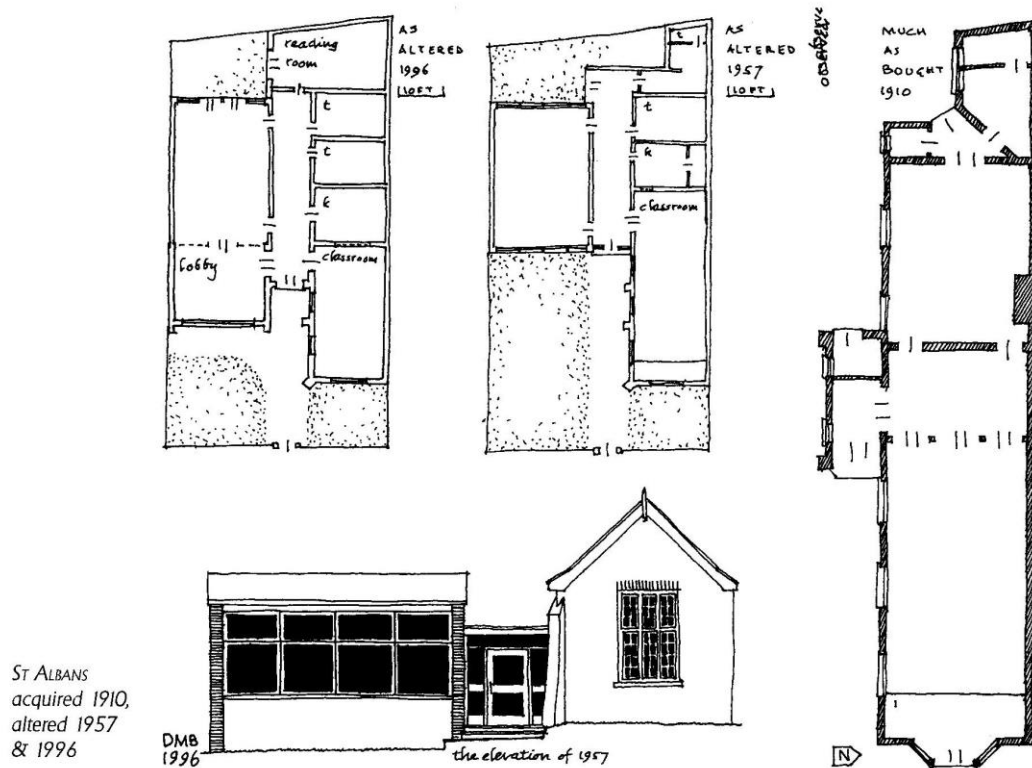 reading
room
t
t
k
lobby
classroom
AS
ALTERED
1996
10FT
t
k
classroom
AS
ALTERED
1957
10FT
MUCH
AS
BOUGHT
1910
1
N
ST ALBANS
acquired 1910,
altered 1957
& 1996
DMB
1996
the elevation of 1957